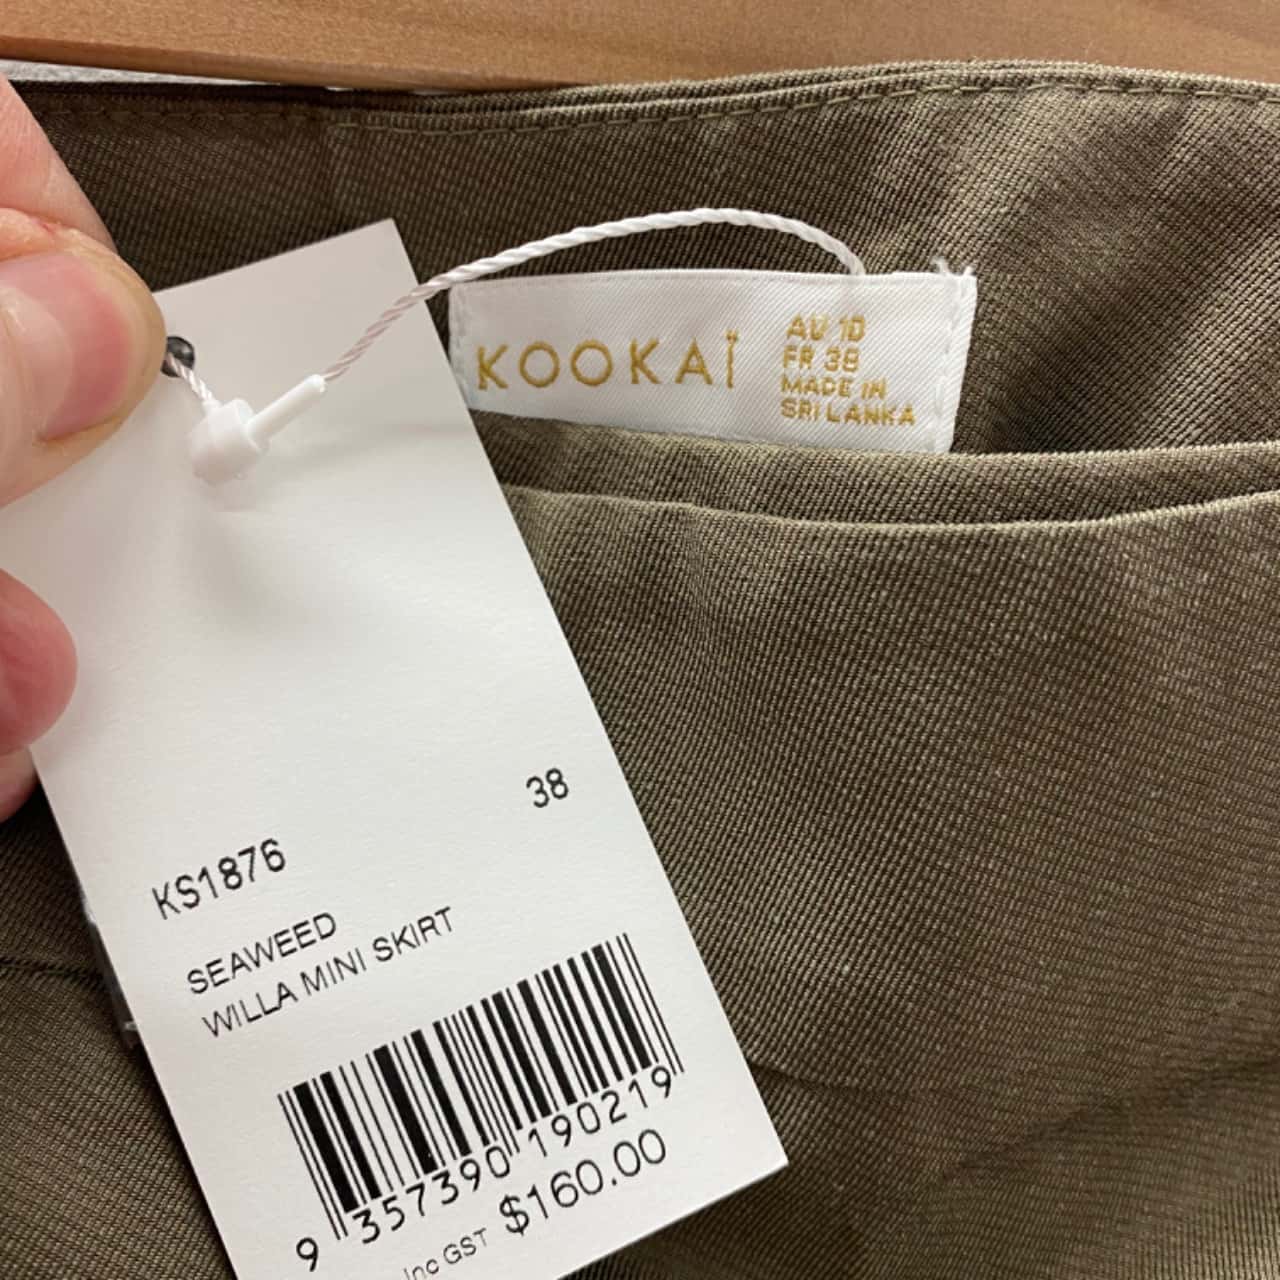 KOOKAÏ
AU 10
FR 38
MADE IN
SRI LANKA
38
KS1876
SEAWEED
WILLA MINI SKIRT
9 357390 190219
Inc GST $160.00